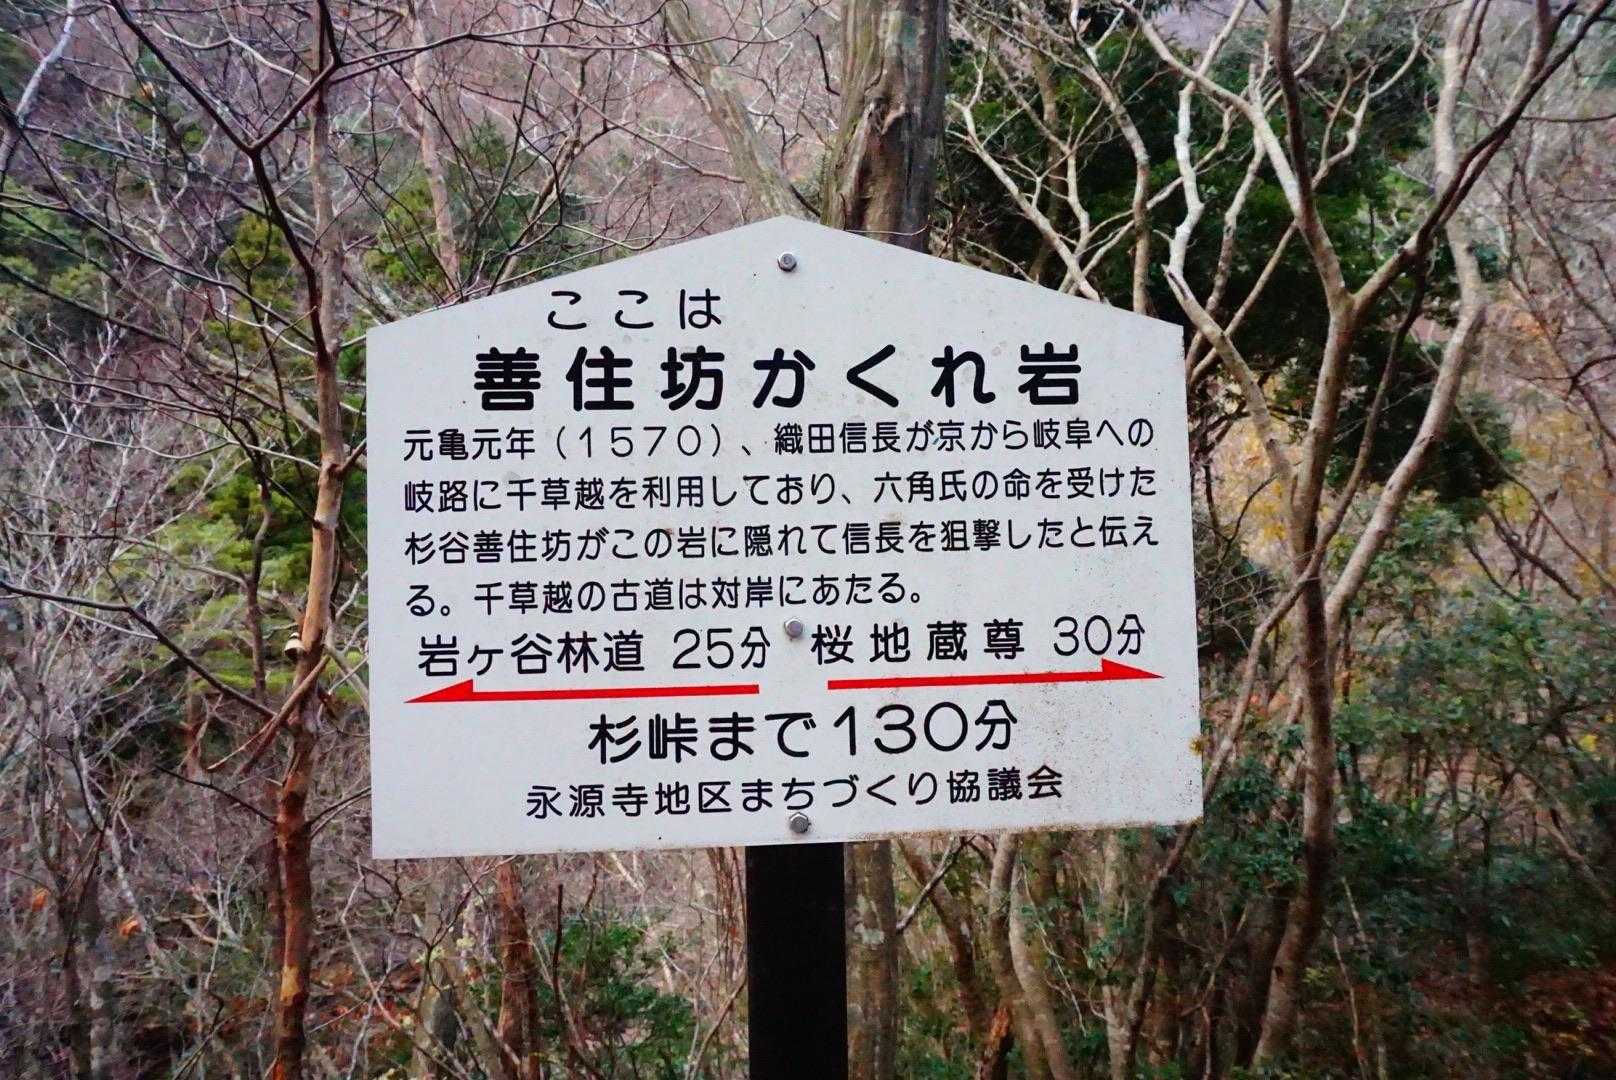 ここは
善住坊かくれ岩
元亀元年（1570）、織田信長が京から岐阜への
岐路に千草越を利用しており、六角氏の命を受けた
杉谷善住坊がこの岩に隠れて信長を狙撃したと伝え
る。千草越の古道は対岸にあたる。
岩ヶ谷林道 25分 桜地蔵尊 30分
杉峠まで130分
永源寺地区まちづくり協議会